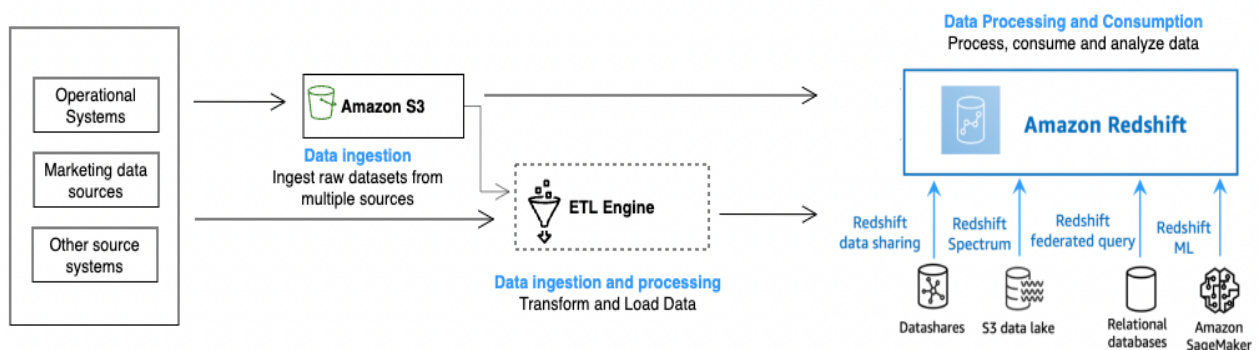 Operational
Systems
Marketing data
sources
Other source
systems
Amazon S3
Data ingestion
Ingest raw datasets from
multiple sources
ETL Engine
Data ingestion and processing
Transform and Load Data
Data Processing and Consumption
Process, consume and analyze data
Amazon Redshift
Redshift
data sharing
Redshift
Spectrum
Redshift
federated query
Redshift
ML
Datashares
S3 data lake
Relational
databases
Amazon
SageMaker